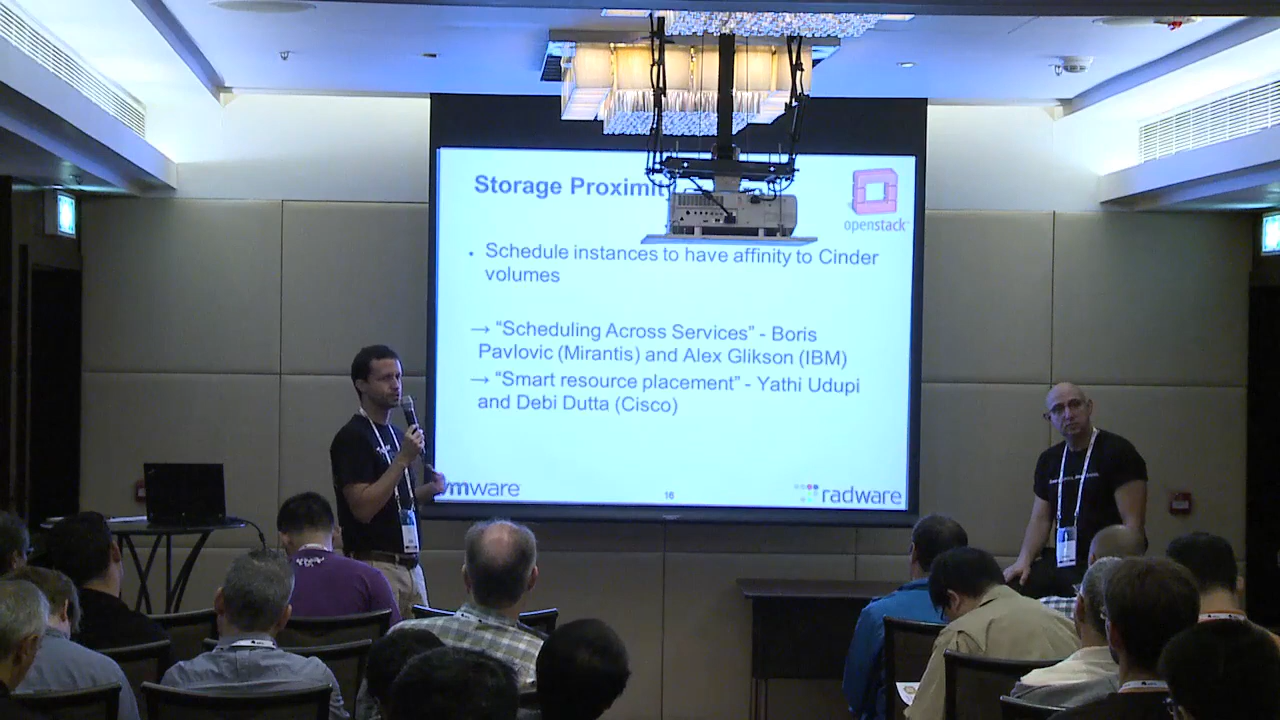 Storage Proximi
openstack
• Schedule instances to have affinity to Cinder
volumes
→ “Scheduling Across Services” - Boris
Pavlovic (Mirantis) and Alex Glikson (IBM)
→ “Smart resource placement” - Yathi Udupi
and Debi Dutta (Cisco)
vmware
16
radware